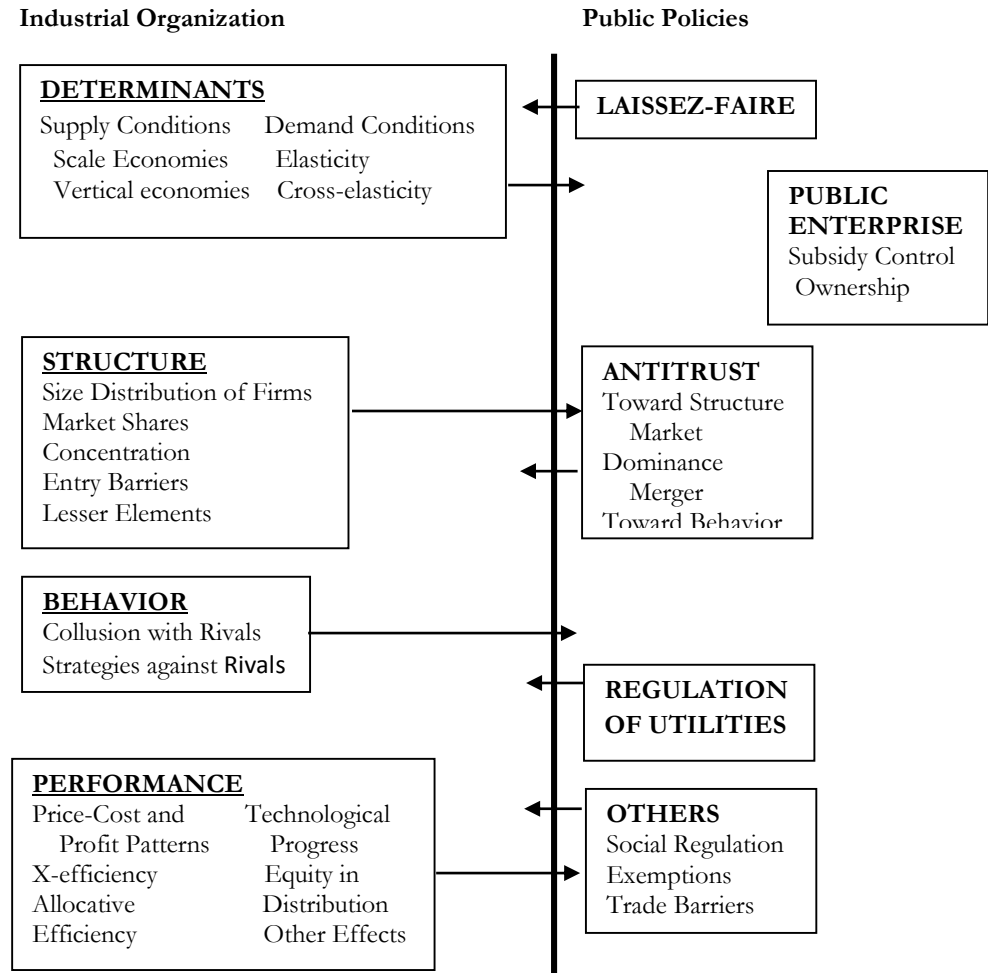 Industrial Organization
Public Policies
DETERMINANTS
Supply Conditions Demand Conditions
Scale Economies Elasticity
Vertical economies Cross-elasticity
LAISSEZ-FAIRE
PUBLIC
ENTERPRISE
Subsidy Control
Ownership
STRUCTURE
Size Distribution of Firms
Market Shares
Concentration
Entry Barriers
Lesser Elements
ANTITRUST
Toward Structure
Market
Dominance
Merger
Toward Behavior
BEHAVIOR
Collusion with Rivals
Strategies against Rivals
REGULATION
OF UTILITIES
PERFORMANCE
Price-Cost and Technological
Profit Patterns Progress
X-efficiency Equity in
Allocative Distribution
Efficiency Other Effects
OTHERS
Social Regulation
Exemptions
Trade Barriers